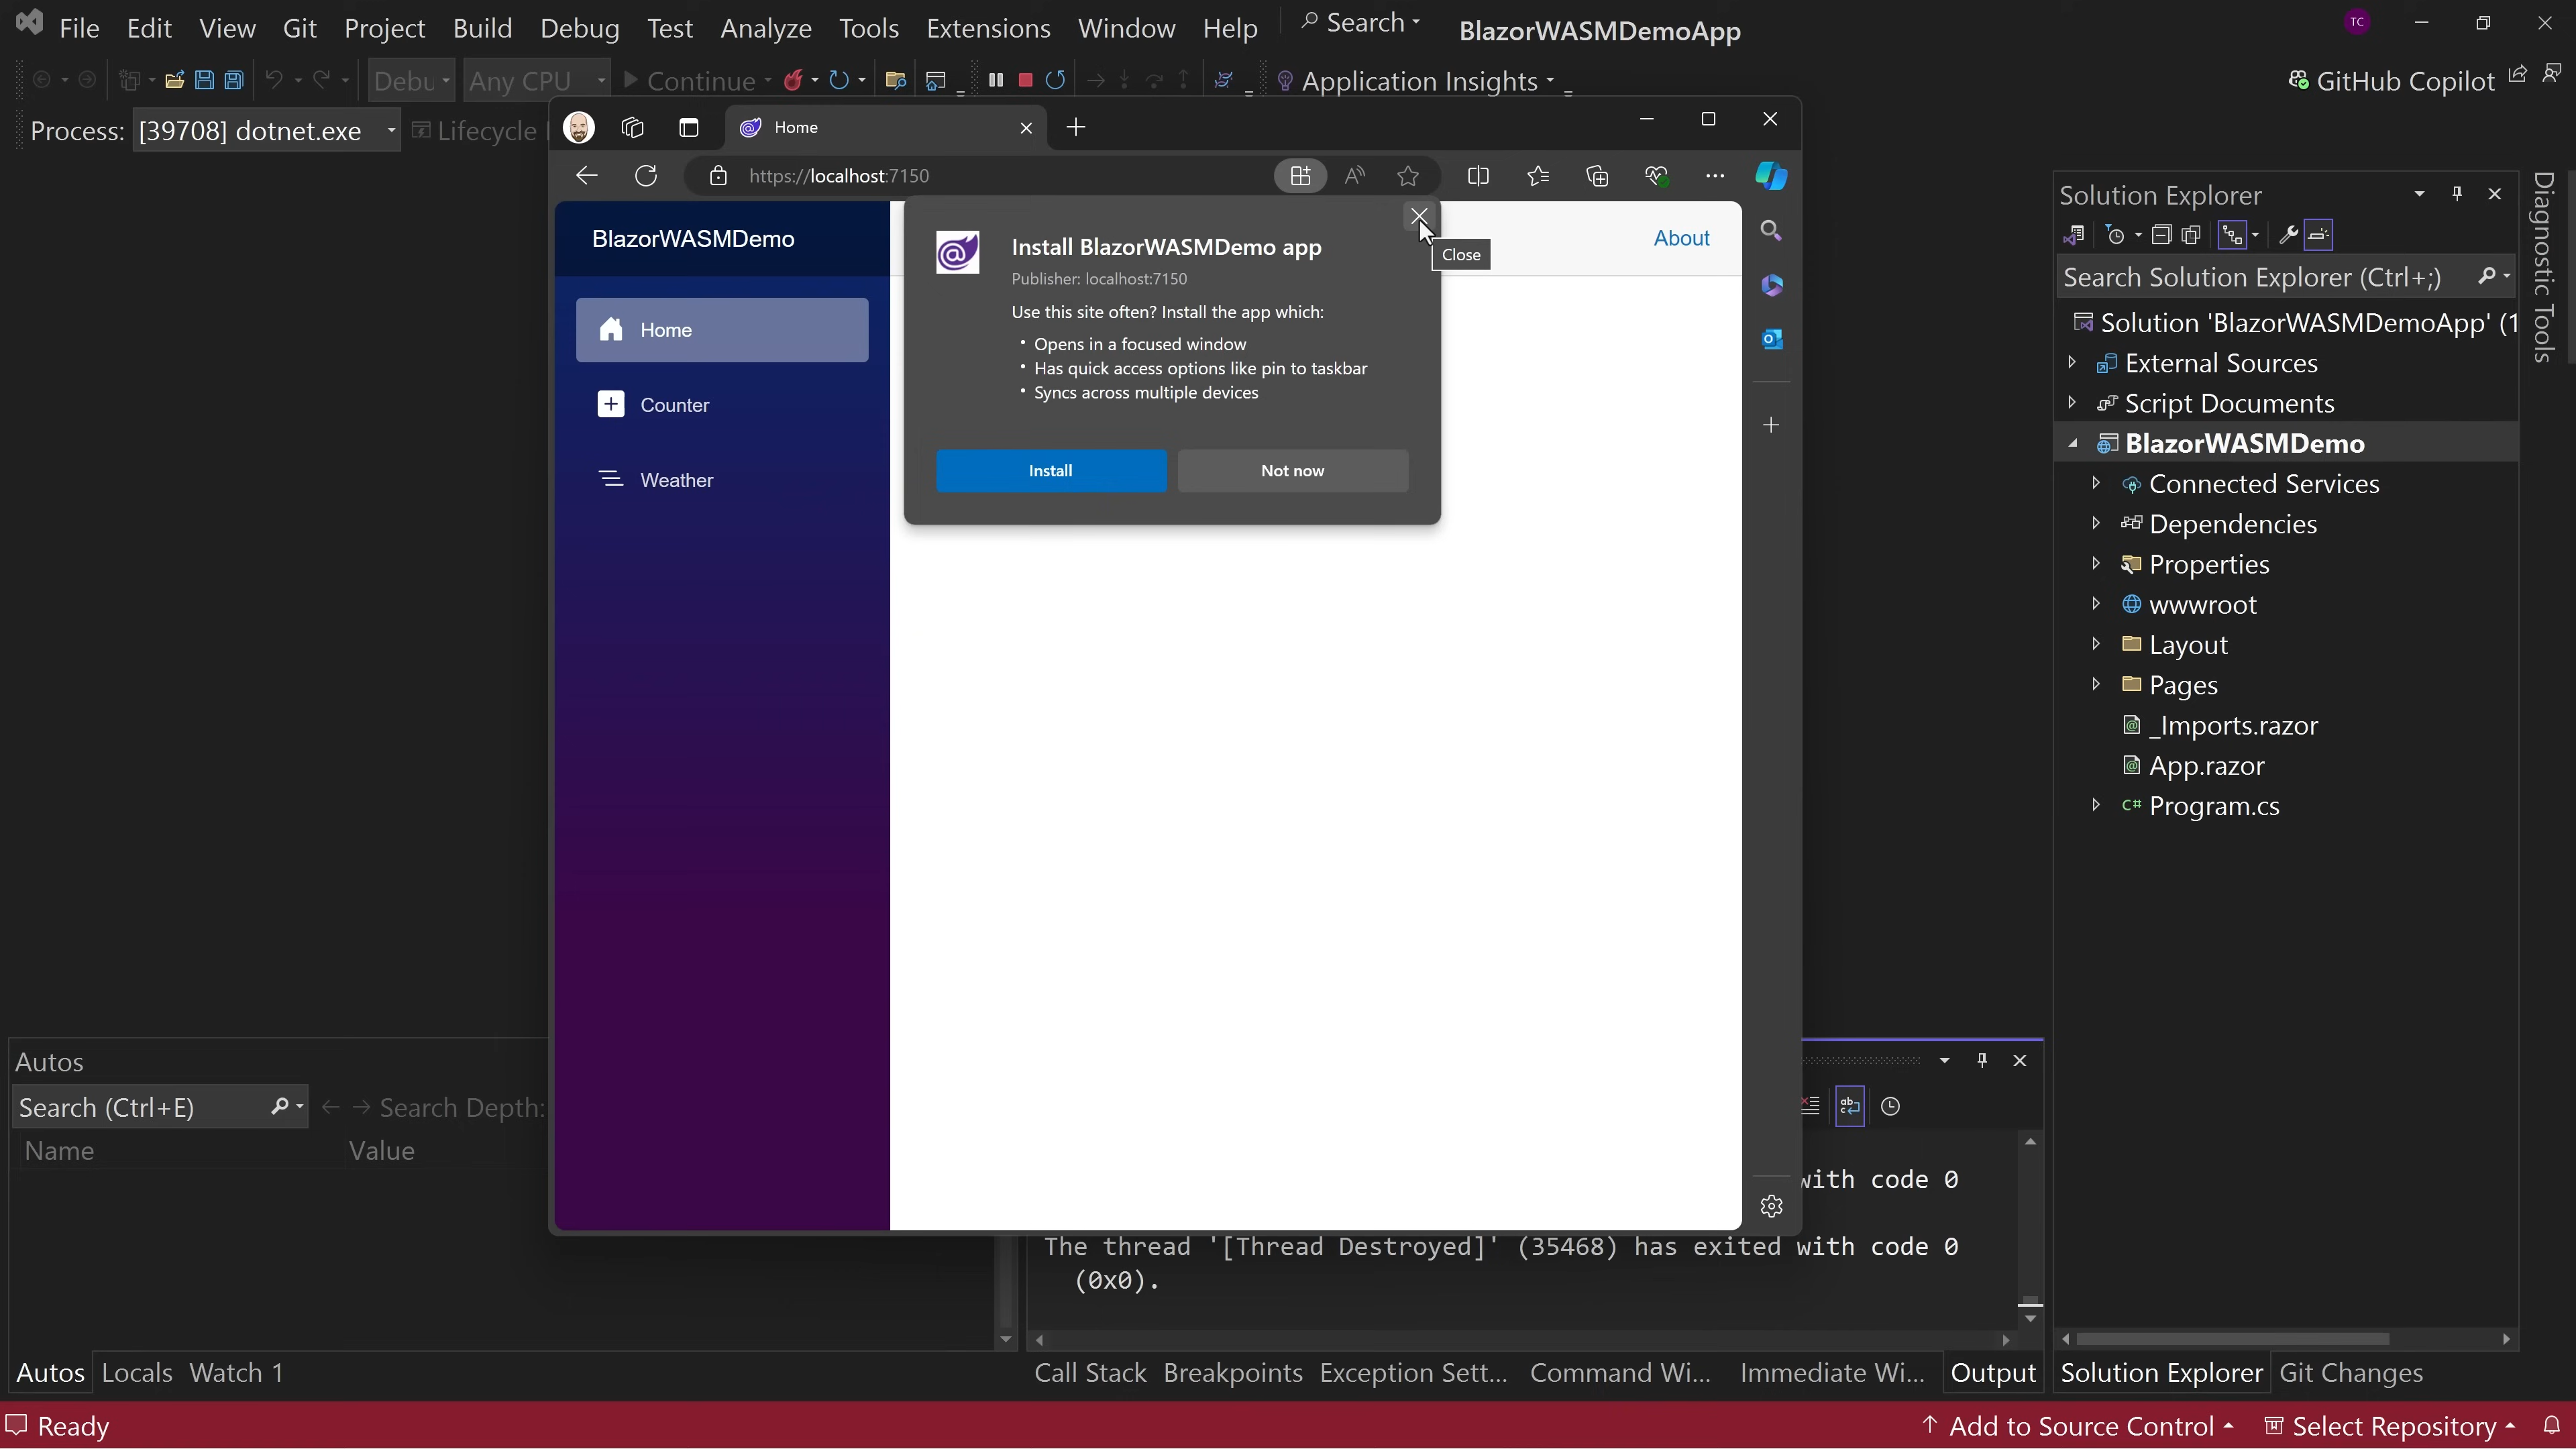 File Edit View Git Project Build Debug Test Analyze Tools Extensions Window Help Search BlazorWASMDemoApp TC
Any CPU Continue Application Insights GitHub Copilot
Process: [39708] dotnet.exe Lifecycle
Home
https://localhost:7150
BlazorWASMDemo
About
Home
Counter
Weather
Install BlazorWASMDemo app
Close
Publisher: localhost:7150
Use this site often? Install the app which:
• Opens in a focused window
• Has quick access options like pin to taskbar
• Syncs across multiple devices
Install Not now
Solution Explorer
Diagnostic Tools
Search Solution Explorer (Ctrl+;)
Solution 'BlazorWASMDemoApp' (1
External Sources
Script Documents
BlazorWASMDemo
Connected Services
Dependencies
Properties
wwwroot
Layout
Pages
_Imports.razor
App.razor
C# Program.cs
Autos
Search (Ctrl+E) Search Depth:
Name Value
with code 0
The thread '[Thread Destroyed]' (35468) has exited with code 0
(0x0).
Autos Locals Watch 1
Call Stack Breakpoints Exception Sett... Command Wi... Immediate Wi... Output
Solution Explorer Git Changes
Ready
Add to Source Control Select Repository